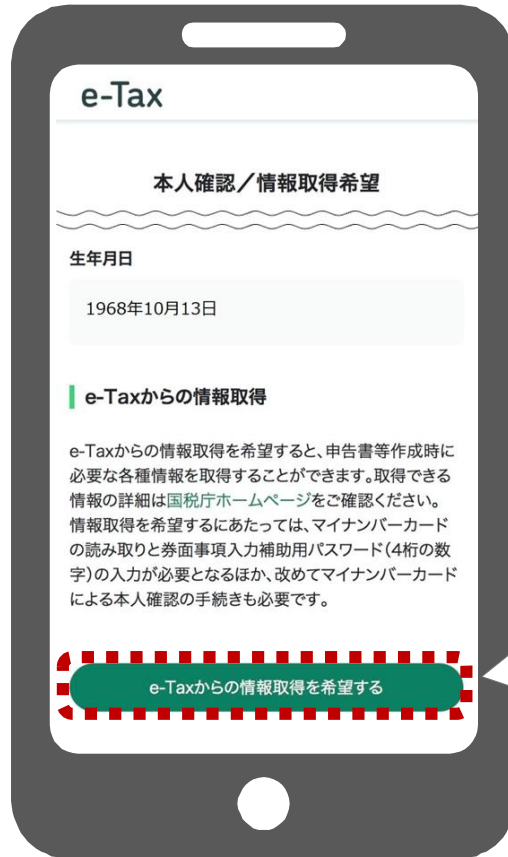 e-Tax
本人確認／情報取得希望
生年月日
1968年10月13日
e-Taxからの情報取得
e-Taxからの情報取得を希望すると、申告書等作成時に
必要な各種情報を取得することができます。取得できる
情報の詳細は国税庁ホームページをご確認ください。
情報取得を希望するにあたっては、マイナンバーカード
の読み取りと券面事項入力補助用パスワード（4桁の数
字）の入力が必要となるほか、改めてマイナンバーカード
による本人確認の手続きも必要です。
e-Taxからの情報取得を希望する